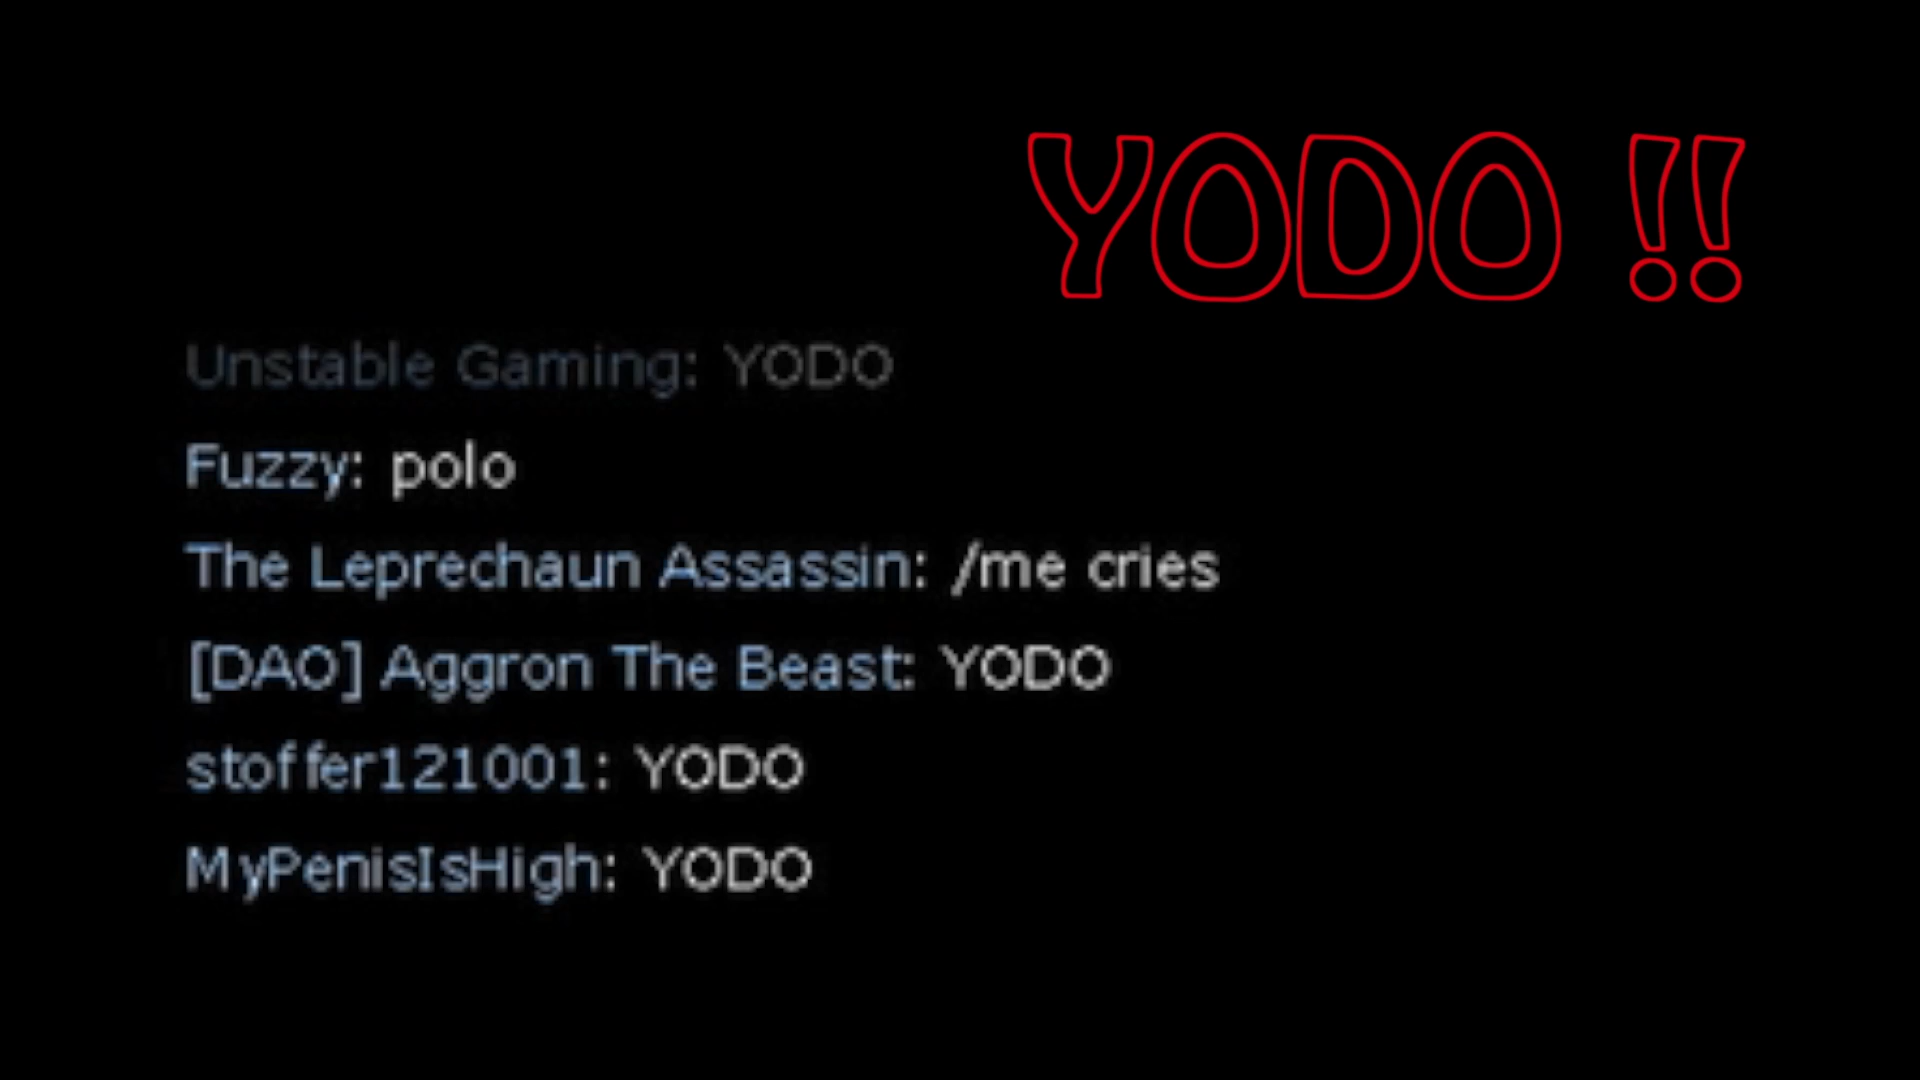 YODO !!
Unstable Gaming: YODO
Fuzzy: polo
The Leprechaun Assassin: /me cries
[DAO] Aggron The Beast: YODO
stoffer121001: YODO
MyPenisIsHigh: YODO